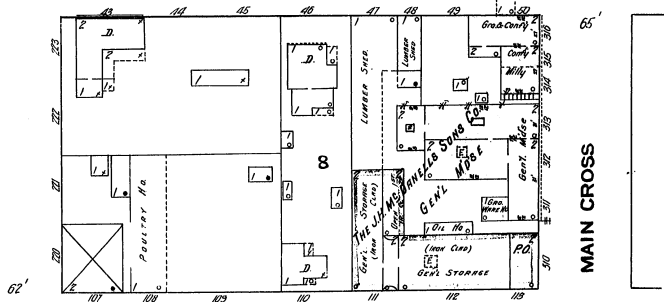 43 44 45 46 47 48 49 50
65'
223
222
221
220
D.
D.
D.
LUMBER SHED.
LUMBER SHED
Gro. & Conf'y
Conf'y
Mill'y
316
315
314
313
312
311
310
8
THE J.H. McDANELLS SONS CO.
GEN'L MDSE
Gen'l Mdse
GEN'L STORAGE
(IRON CLAD)
GRO. WARE HO
OIL HO
POULTRY HO.
(IRON CLAD)
GEN'L STORAGE
P.O.
E
E
MAIN CROSS
62'
107 108 109 110 111 112 113